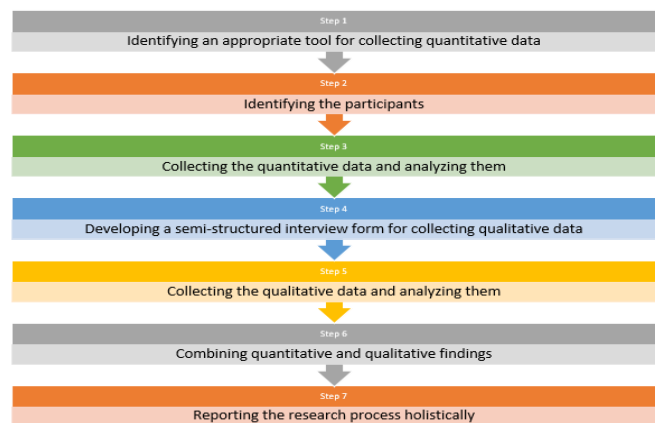 Step 1
Identifying an appropriate tool for collecting quantitative data
Step 2
Identifying the participants
Step 3
Collecting the quantitative data and analyzing them
Step 4
Developing a semi-structured interview form for collecting qualitative data
Step 5
Collecting the qualitative data and analyzing them
Step 6
Combining quantitative and qualitative findings
Step 7
Reporting the research process holistically